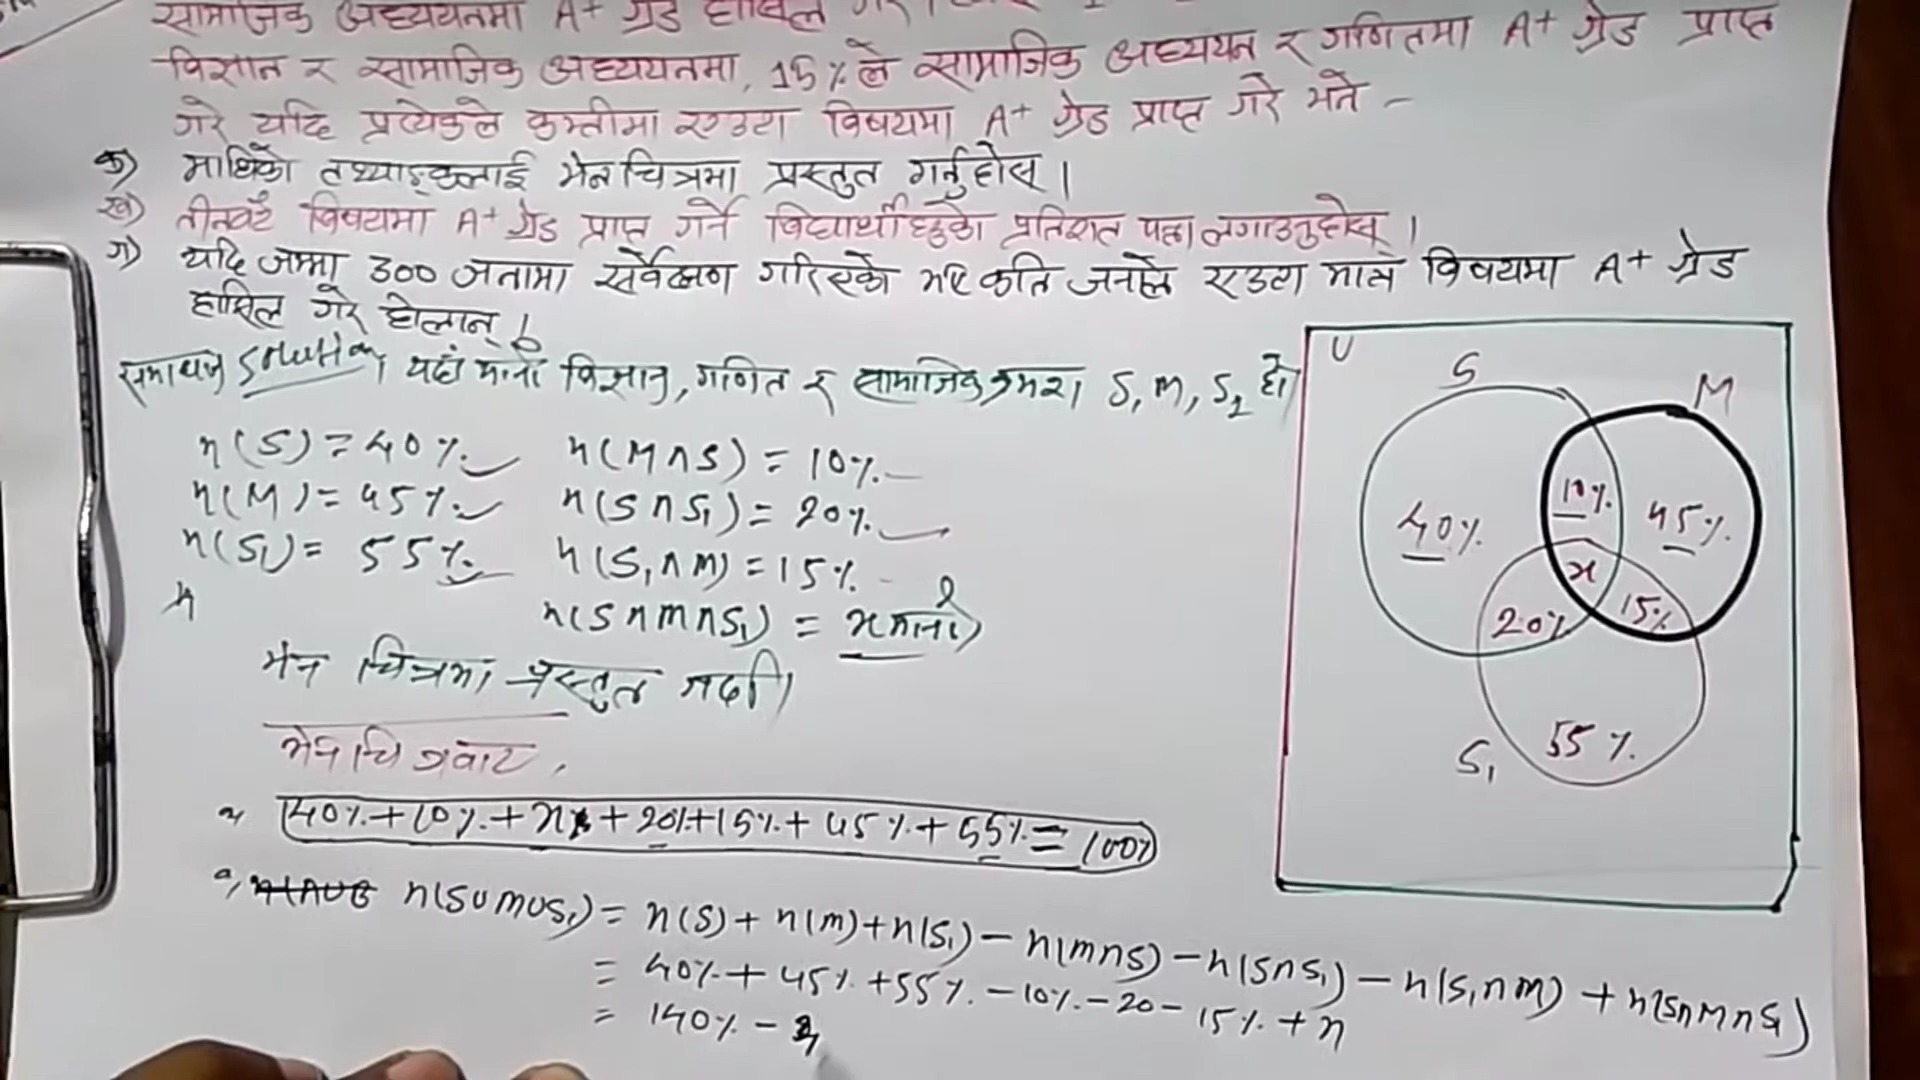 सामाजिक अध्ययनमा A+ ग्रेड हासिल गरे
विज्ञान र सामाजिक अध्ययनमा, 15% ले सामाजिक अध्ययन र गणितमा A+ ग्रेड प्राप्त
गरे यदि प्रत्येकले कम्तीमा एउटा विषयमा A+ ग्रेड प्राप्त गरे भने -
क) माथिको तथ्याङ्कलाई भेनचित्रमा प्रस्तुत गर्नुहोस् ।
ख) तीनवटै विषयमा A+ ग्रेड प्राप्त गर्ने विद्यार्थीहरुको प्रतिशत पत्ता लगाउनुहोस् ।
ग) यदि जम्मा 300 जनामा सर्वेक्षण गरिएको भए कति जनाले एउटा मात्र विषयमा A+ ग्रेड
हासिल गरे होलान् ।
समाधान solution, यहाँ मानौं विज्ञान, गणित र सामाजिक क्रमशः S, M, S1 हो
n(S) = 40% n(M∩S) = 10%
n(M) = 45% n(S∩S1) = 20%
n(S1) = 55% n(S1∩M) = 15%
n(S∩M∩S1) = x मानौं
भेन चित्रमा प्रस्तुत गर्दा,
भेनचित्रबाट,
40% + 10% + x + 20% + 15% + 45% + 55% = 100%
n(S∪M∪S1) = n(S) + n(M) + n(S1) - n(M∩S) - n(S∩S1) - n(S1∩M) + n(S∩M∩S1)
= 40% + 45% + 55% - 10% - 20 - 15% + x
= 140% -
U
S
M
10%
40%
45%
x
20%
15%
55%
S1